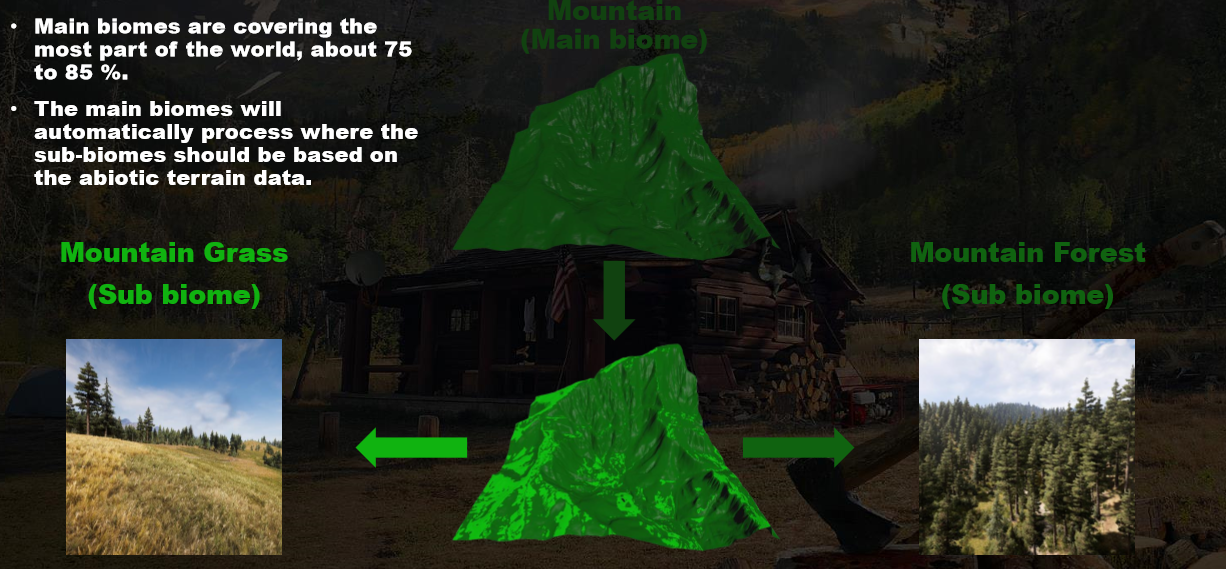 Mountain
(Main biome)
• Main biomes are covering the
most part of the world, about 75
to 85 %.
• The main biomes will
automatically process where the
sub-biomes should be based on
the abiotic terrain data.
Mountain Grass
(Sub biome)
Mountain Forest
(Sub biome)